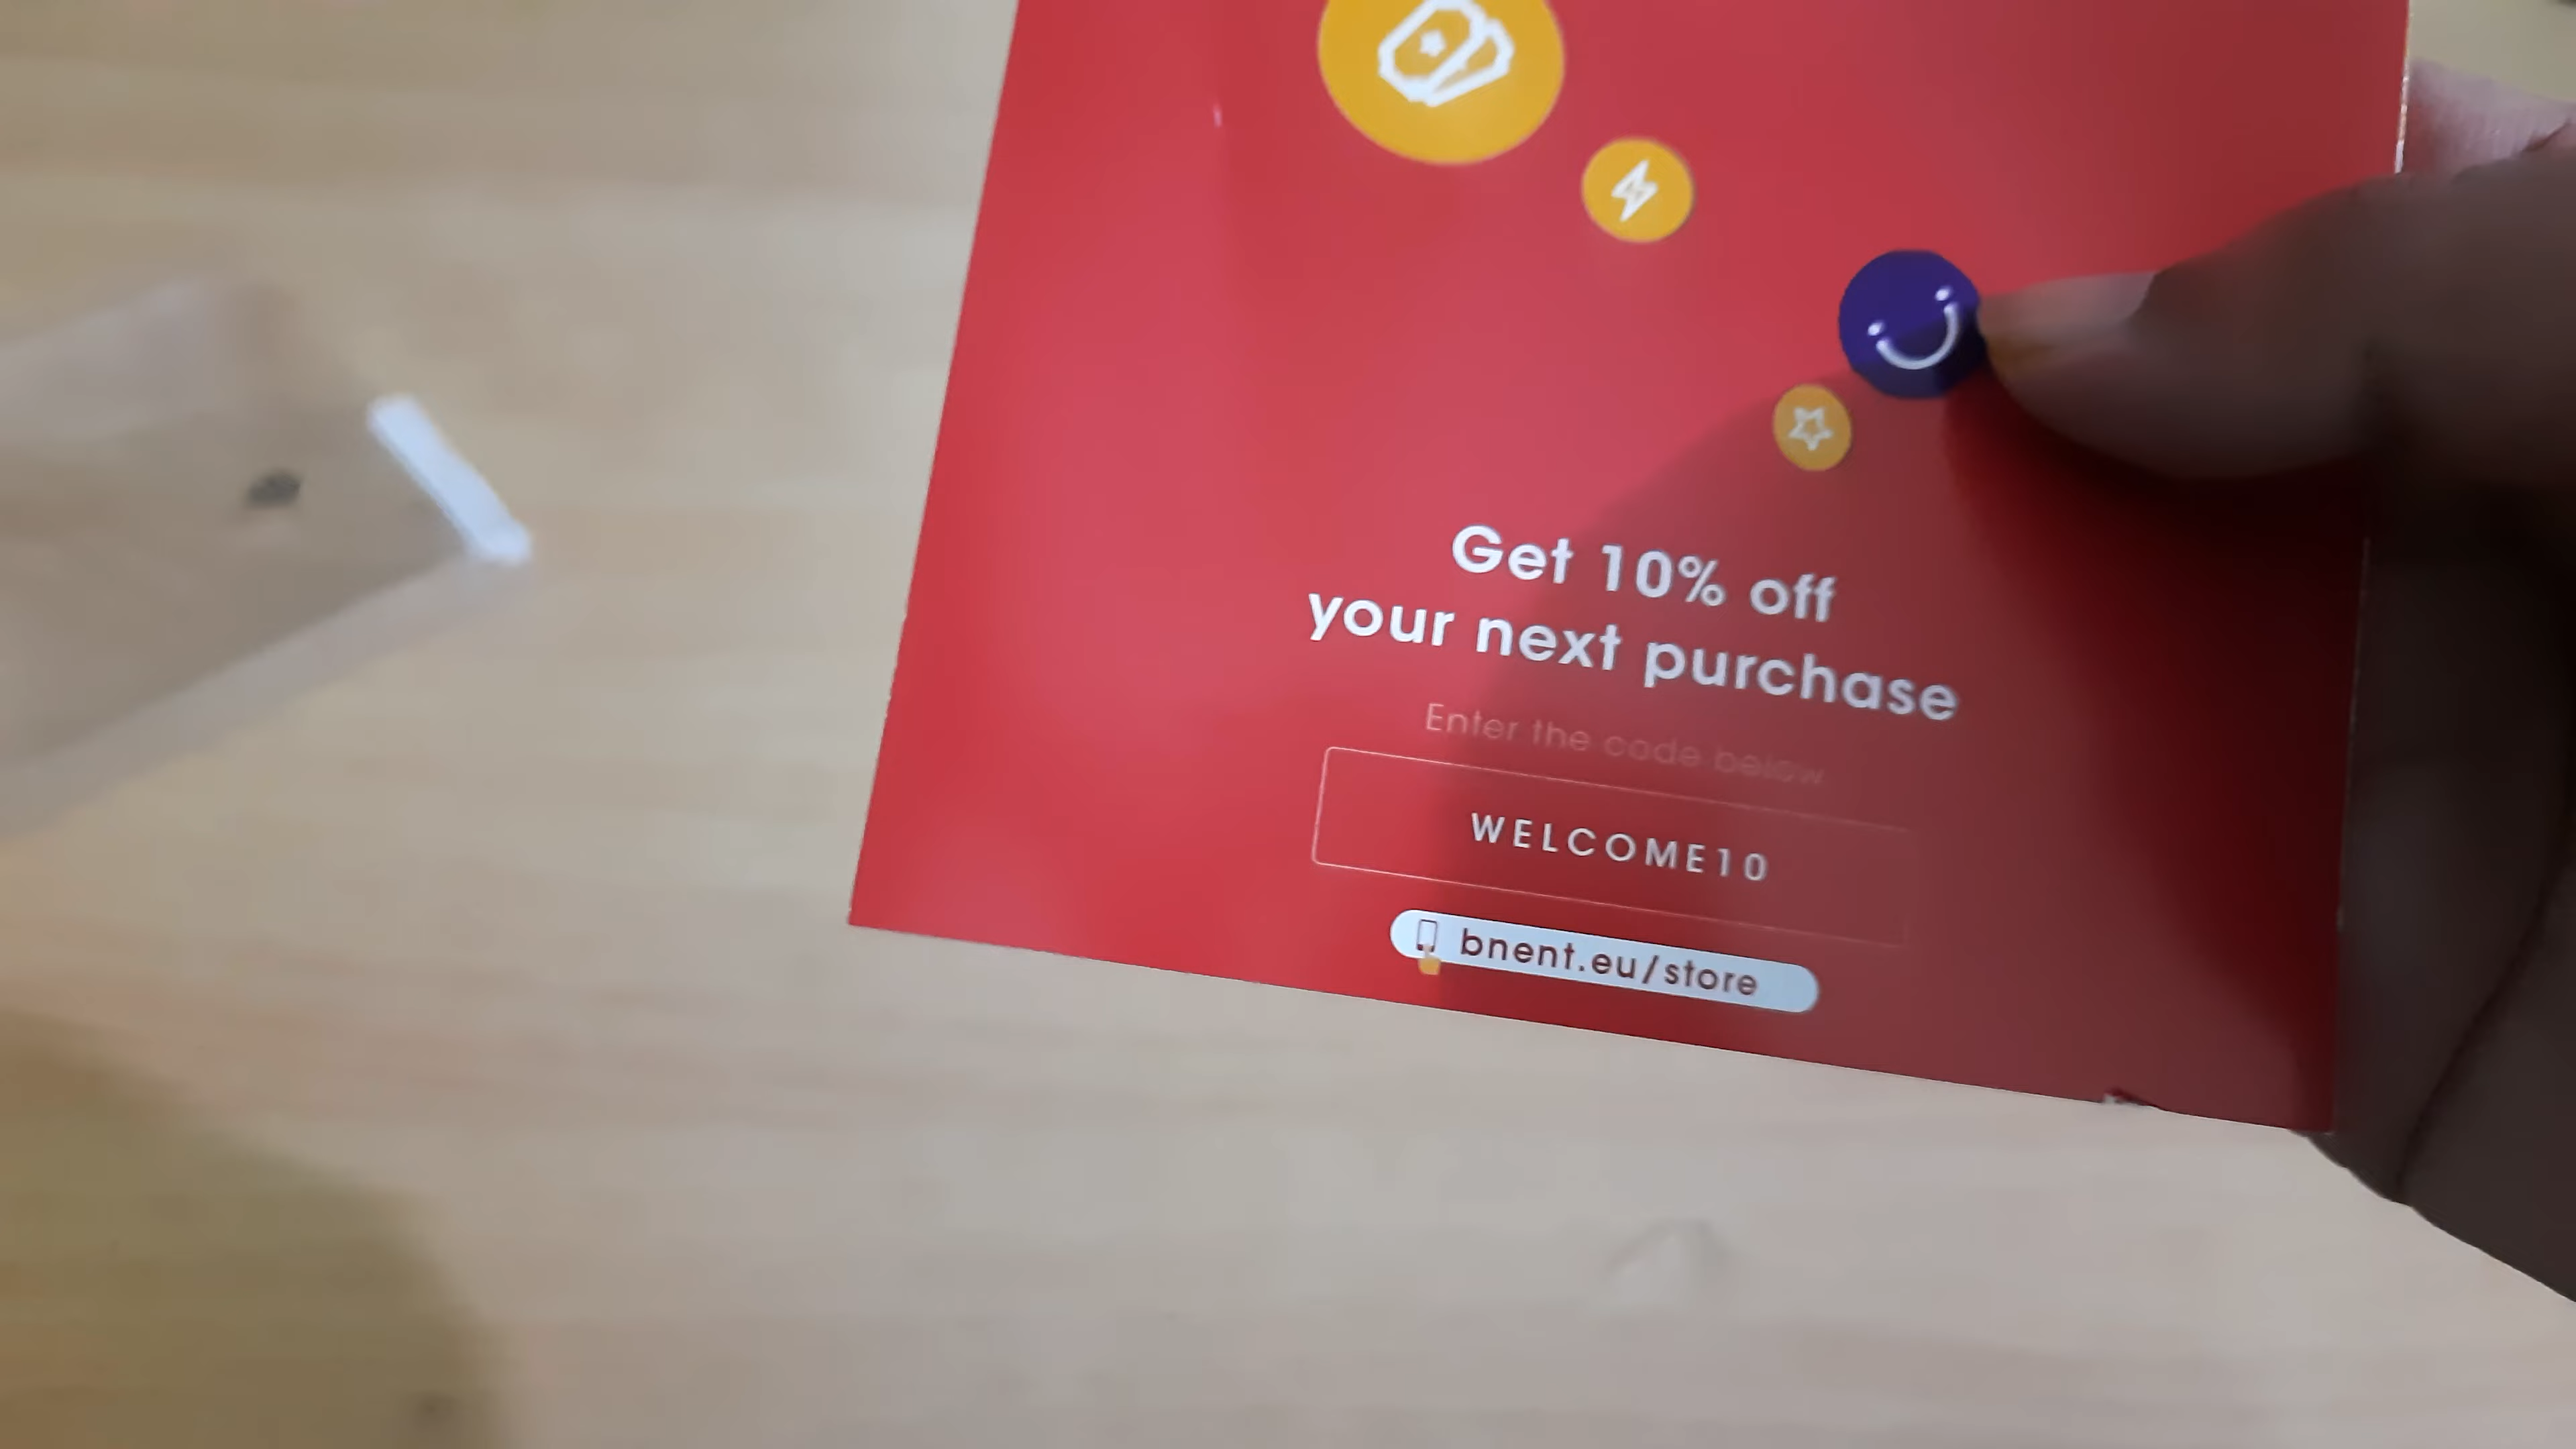 Get 10% off
your next purchase
Enter the code below
WELCOME10
bnent.eu/store